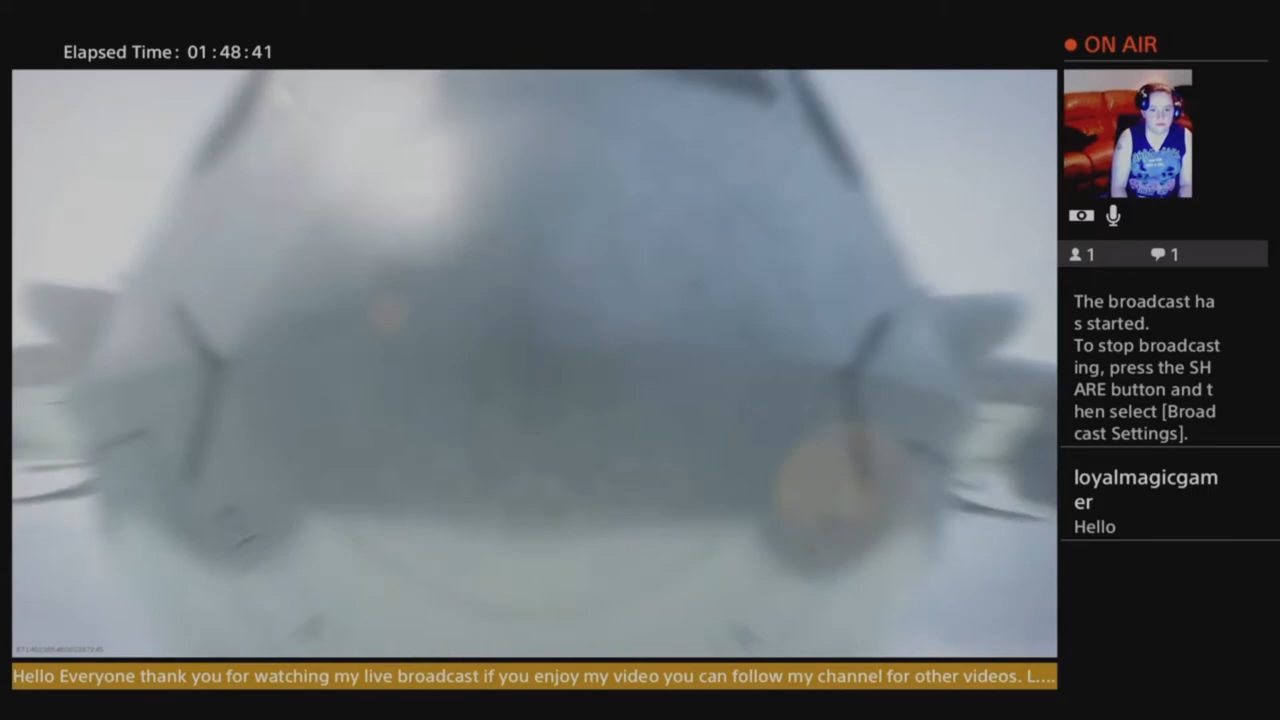 Elapsed Time: 01:48:41
ON AIR
1 1
The broadcast ha
s started.
To stop broadcast
ing, press the SH
ARE button and t
hen select [Broad
cast Settings].
loyalmagicgam
er
Hello
Hello Everyone thank you for watching my live broadcast if you enjoy my video you can follow my channel for other videos. L....